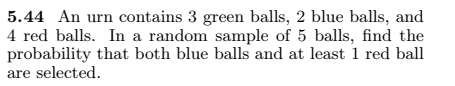 5.44 An urn contains 3 green balls, 2 blue balls, and
4 red balls. In a random sample of 5 balls, find the
probability that both blue balls and at least 1 red ball
are selected.